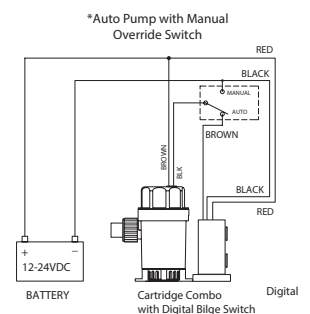 *Auto Pump with Manual
Override Switch
RED
BLACK
MANUAL
AUTO
BROWN
BROWN
BLK
BLACK
RED
+ −
12-24VDC
BATTERY
Cartridge Combo
with Digital Bilge Switch
Digital